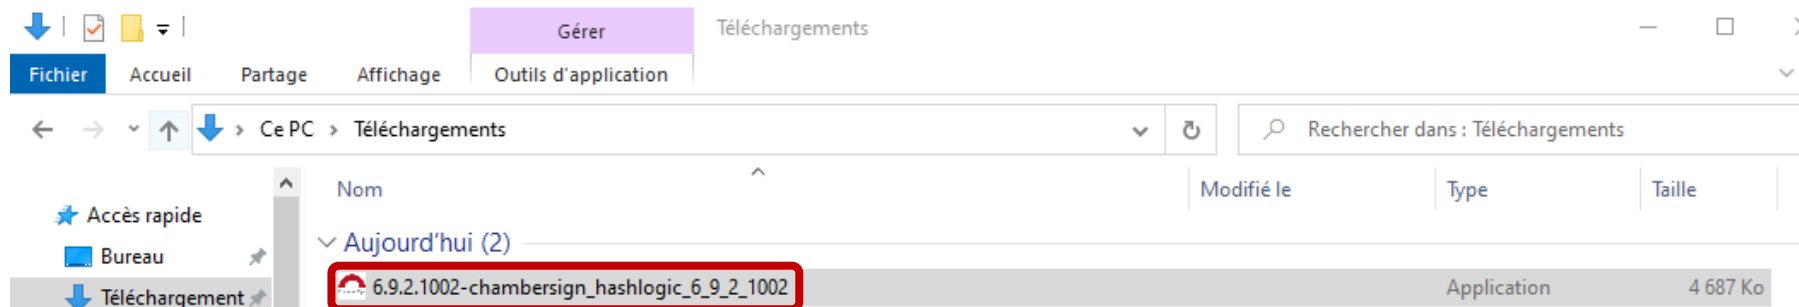 Gérer
Téléchargements
Fichier
Accueil
Partage
Affichage
Outils d'application
Ce PC
Téléchargements
Rechercher dans : Téléchargements
Nom
Modifié le
Type
Taille
Accès rapide
Aujourd'hui (2)
Bureau
6.9.2.1002-chambersign_hashlogic_6_9_2_1002
Application
4 687 Ko
Téléchargement